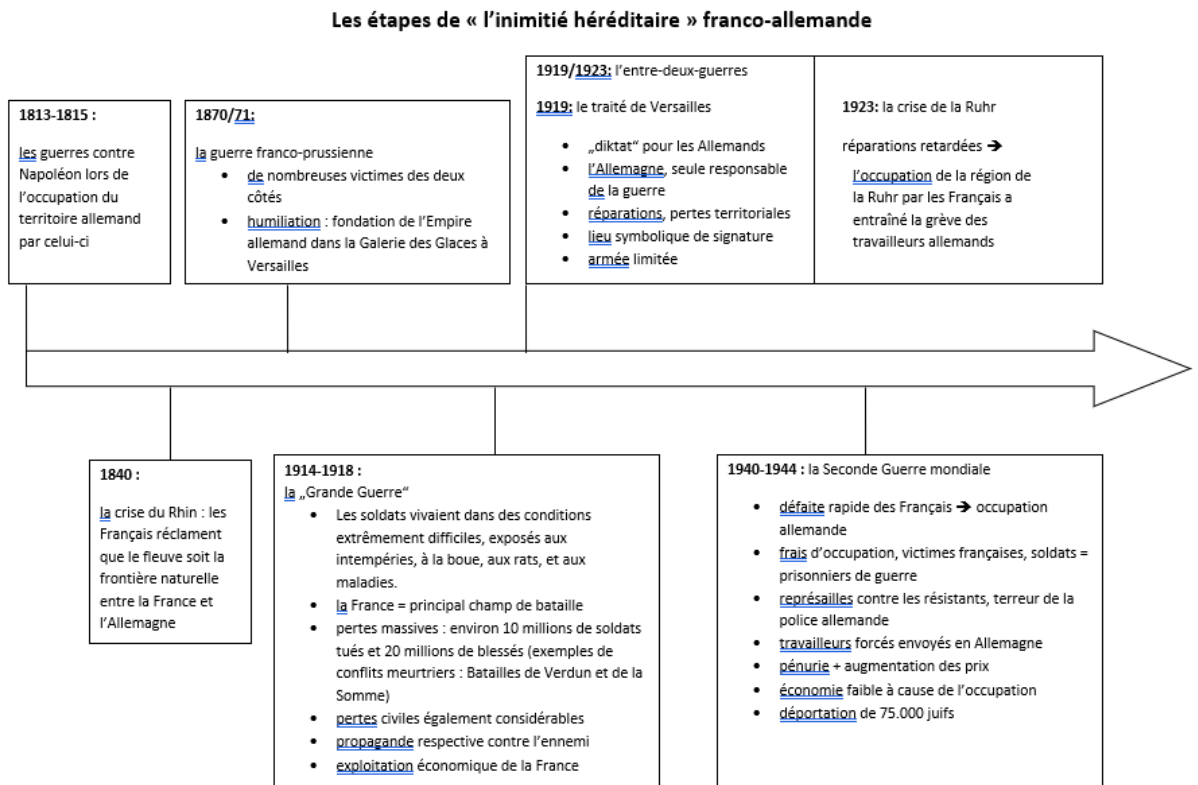 Les étapes de « l’inimitié héréditaire » franco-allemande
1813-1815 :
les guerres contre
Napoléon lors de
l’occupation du
territoire allemand
par celui-ci
1870/71:
la guerre franco-prussienne
• de nombreuses victimes des deux
côtés
• humiliation : fondation de l’Empire
allemand dans la Galerie des Glaces à
Versailles
1919/1923: l’entre-deux-guerres
1919: le traité de Versailles
• „diktat“ pour les Allemands
• l’Allemagne, seule responsable
de la guerre
• réparations, pertes territoriales
• lieu symbolique de signature
• armée limitée
1923: la crise de la Ruhr
réparations retardées ➔
l’occupation de la région de
la Ruhr par les Français a
entraîné la grève des
travailleurs allemands
1840 :
la crise du Rhin : les
Français réclament
que le fleuve soit la
frontière naturelle
entre la France et
l’Allemagne
1914-1918 :
la „Grande Guerre“
• Les soldats vivaient dans des conditions
extrêmement difficiles, exposés aux
intempéries, à la boue, aux rats, et aux
maladies.
• la France = principal champ de bataille
• pertes massives : environ 10 millions de soldats
tués et 20 millions de blessés (exemples de
conflits meurtriers : Batailles de Verdun et de la
Somme)
• pertes civiles également considérables
• propagande respective contre l’ennemi
• exploitation économique de la France
1940-1944 : la Seconde Guerre mondiale
• défaite rapide des Français ➔ occupation
allemande
• frais d’occupation, victimes françaises, soldats =
prisonniers de guerre
• représailles contre les résistants, terreur de la
police allemande
• travailleurs forcés envoyés en Allemagne
• pénurie + augmentation des prix
• économie faible à cause de l’occupation
• déportation de 75.000 juifs